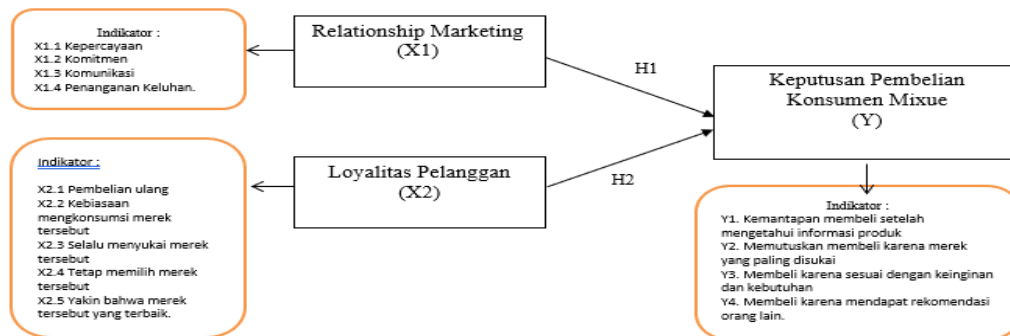 Indikator :
X1.1 Kepercayaan
X1.2 Komitmen
X1.3 Komunikasi
X1.4 Penanganan Keluhan.
Relationship Marketing
(X1)
H1
Keputusan Pembelian
Konsumen Mixue
(Y)
Indikator :
X2.1 Pembelian ulang
X2.2 Kebiasaan
mengkonsumsi merek
tersebut
X2.3 Selalu menyukai merek
tersebut
X2.4 Tetap memilih merek
tersebut
X2.5 Yakin bahwa merek
tersebut yang terbaik.
Loyalitas Pelanggan
(X2)
H2
Indikator :
Y1. Kemantapan membeli setelah
mengetahui informasi produk
Y2. Memutuskan membeli karena merek
yang paling disukai
Y3. Membeli karena sesuai dengan keinginan
dan kebutuhan
Y4. Membeli karena mendapat rekomendasi
orang lain.